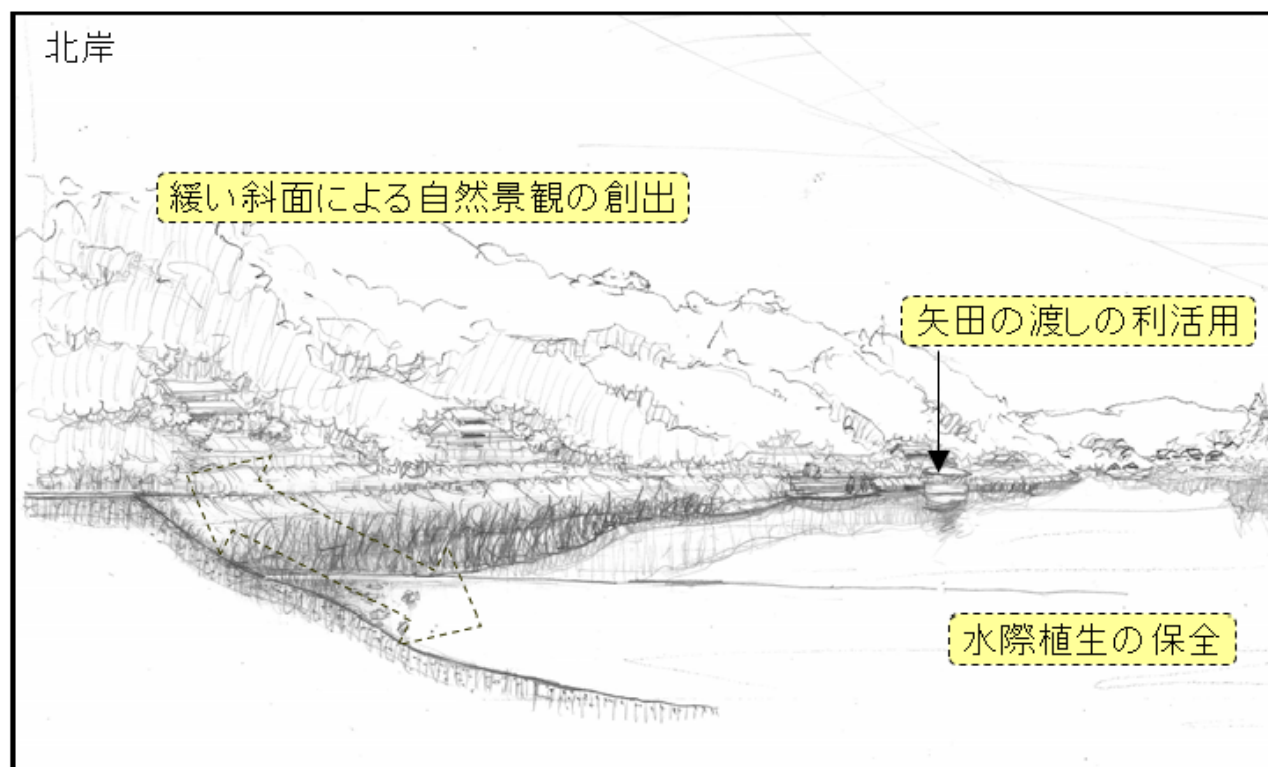 北岸
緩い斜面による自然景観の創出
矢田の渡しの利活用
水際植生の保全